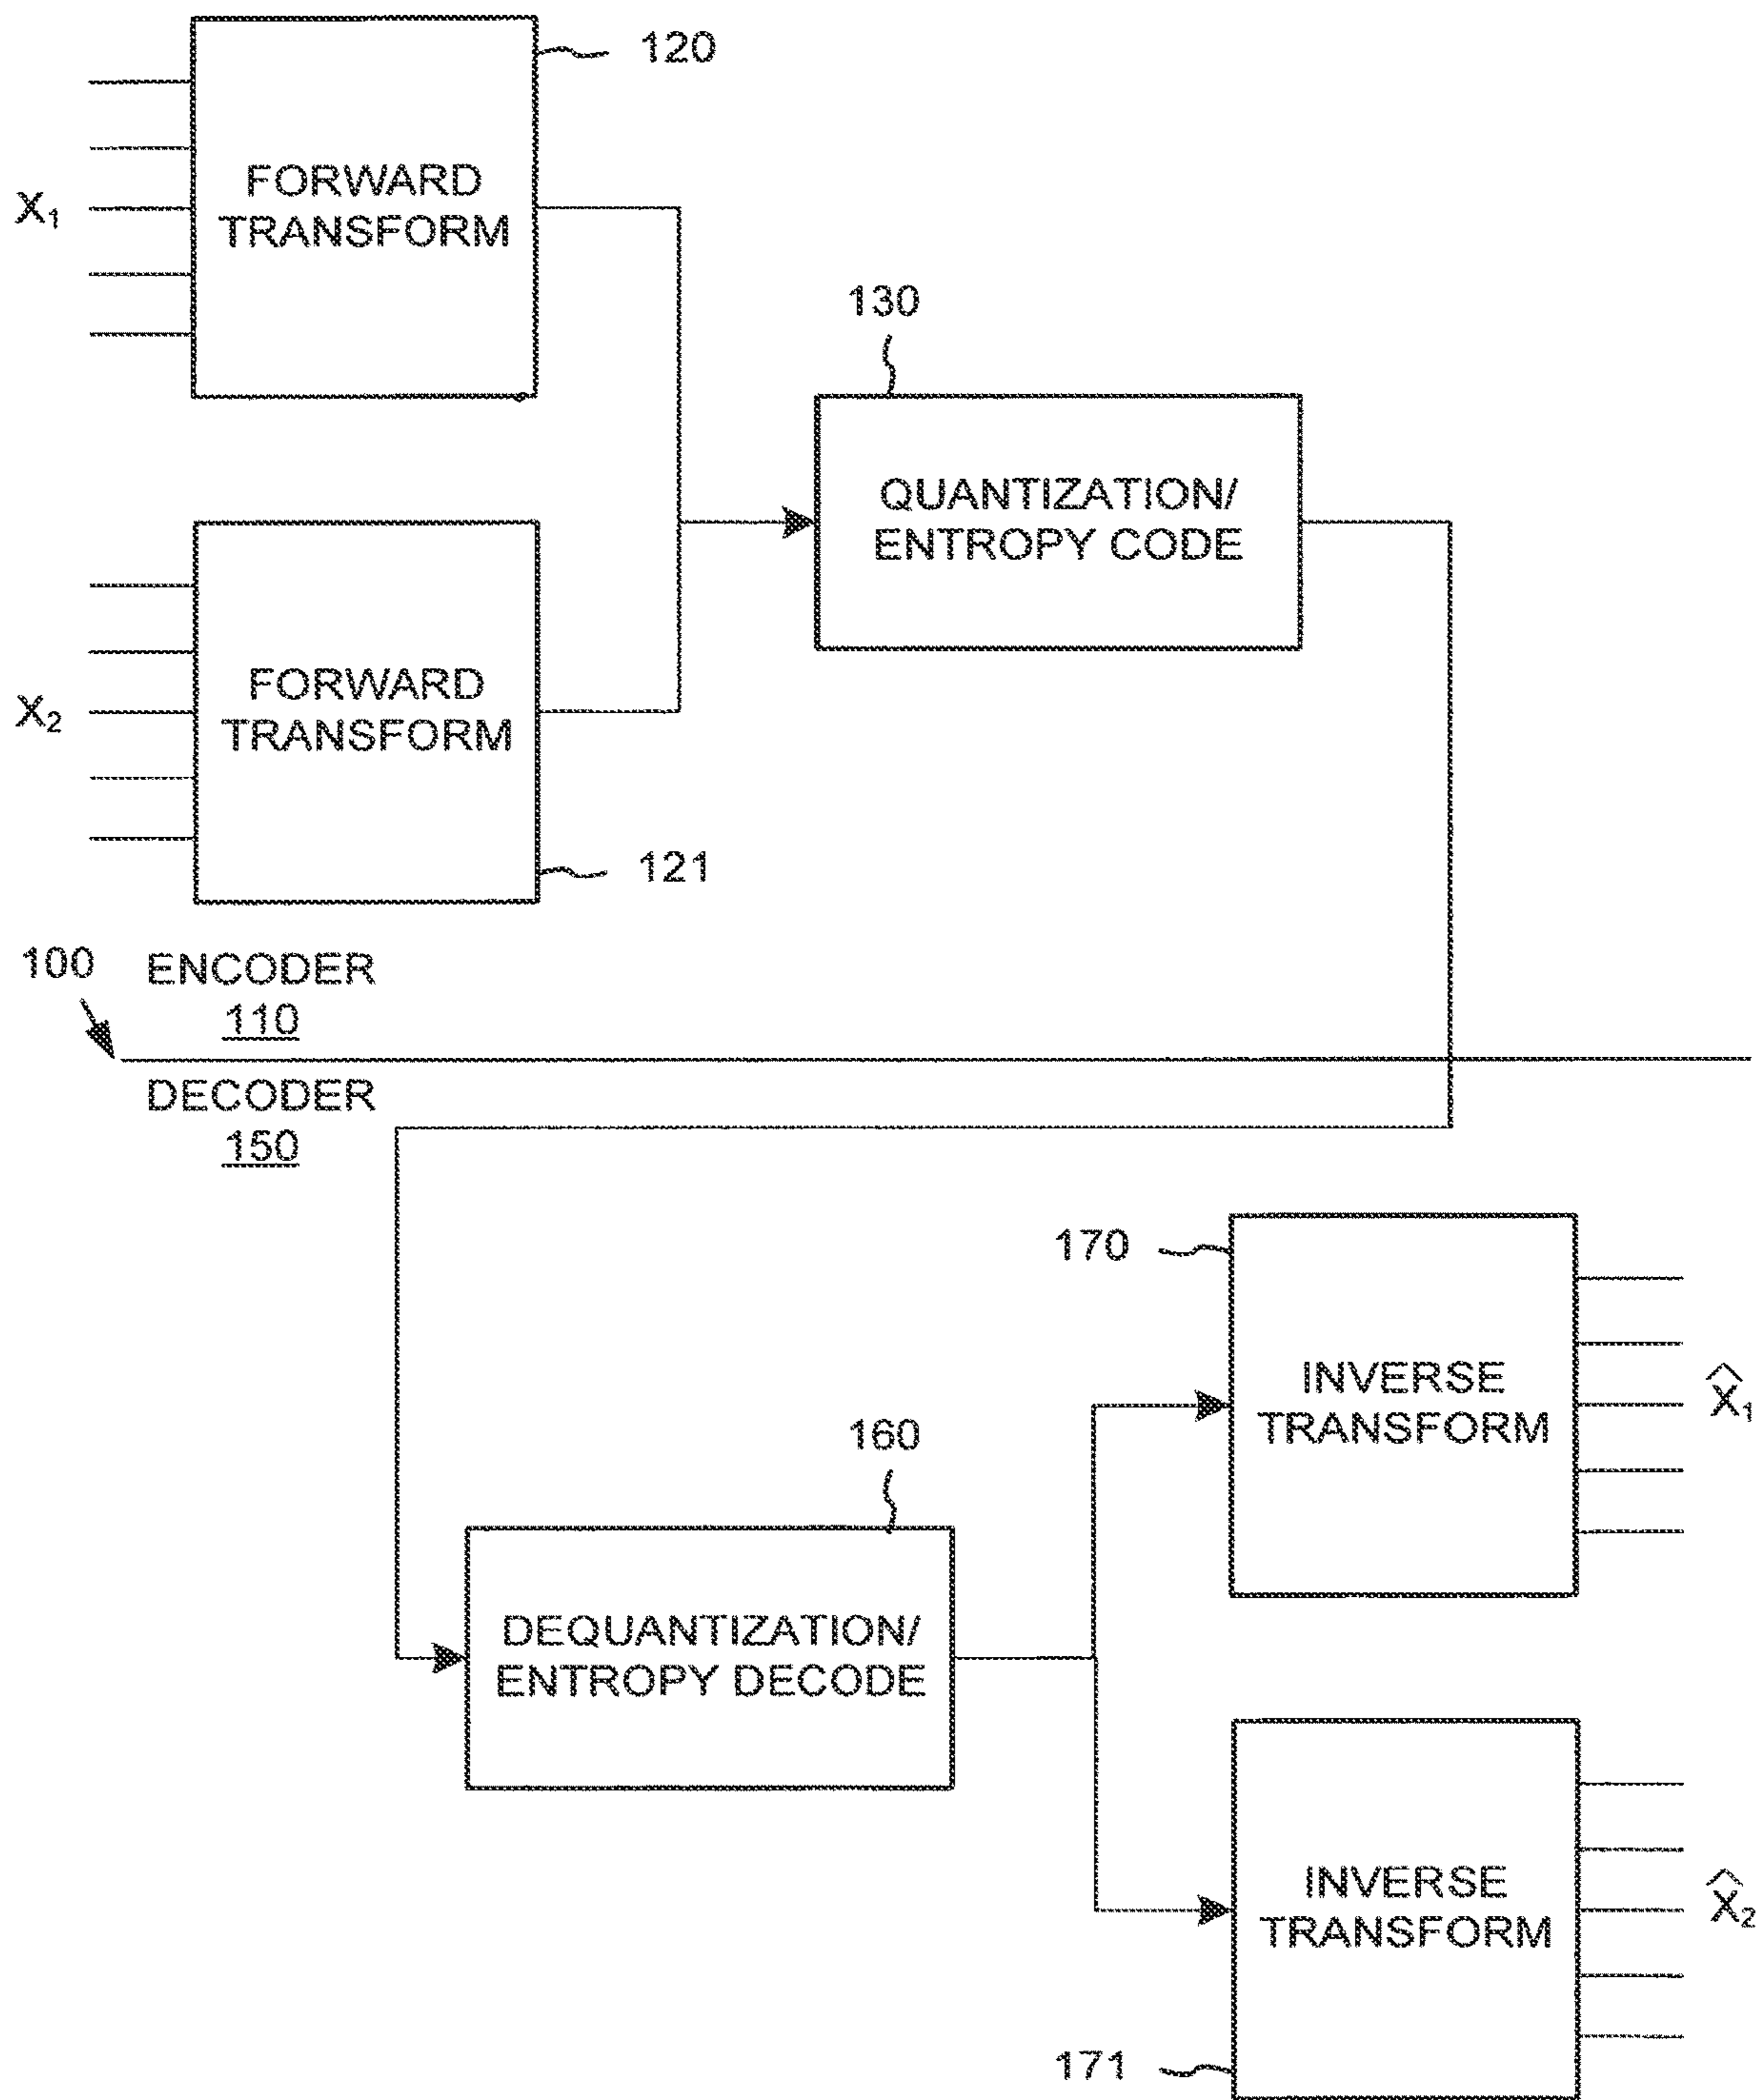 120
FORWARD
TRANSFORM
X₁
130
QUANTIZATION/
ENTROPY CODE
FORWARD
TRANSFORM
X₂
121
100
ENCODER
110
DECODER
150
170
INVERSE
TRANSFORM
X̂₁
160
DEQUANTIZATION/
ENTROPY DECODE
INVERSE
TRANSFORM
X̂₂
171